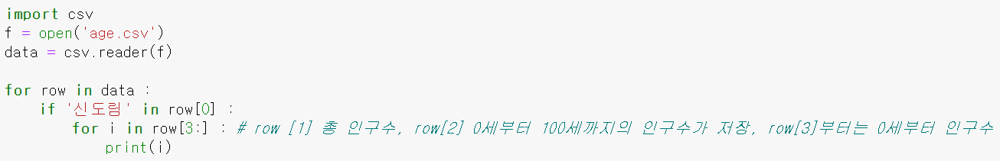 import csv
f = open('age.csv')
data = csv.reader(f)
for row in data :
if '신도림' in row[0] :
for i in row[3:] : # row [1] 총 인구수, row[2] 0세부터 100세까지의 인구수가 저장, row[3]부터는 0세부터 인구수
print(i)